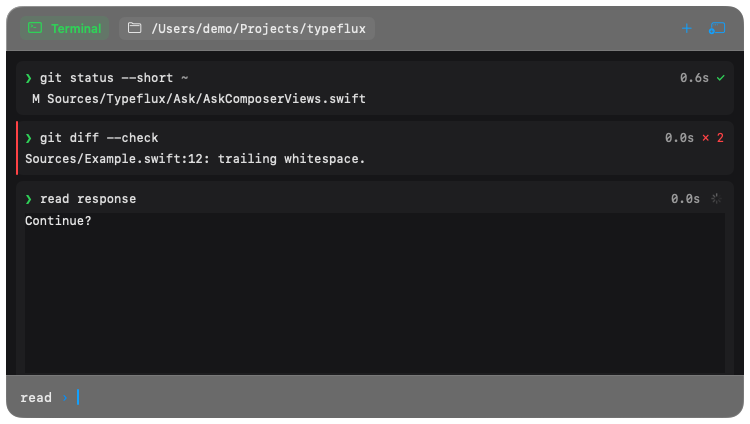 Terminal /Users/demo/Projects/typeflux +
❯ git status --short ~ 0.6s ✓
M Sources/Typeflux/Ask/AskComposerViews.swift
❯ git diff --check 0.0s × 2
Sources/Example.swift:12: trailing whitespace.
❯ read response 0.0s
Continue?
read ›